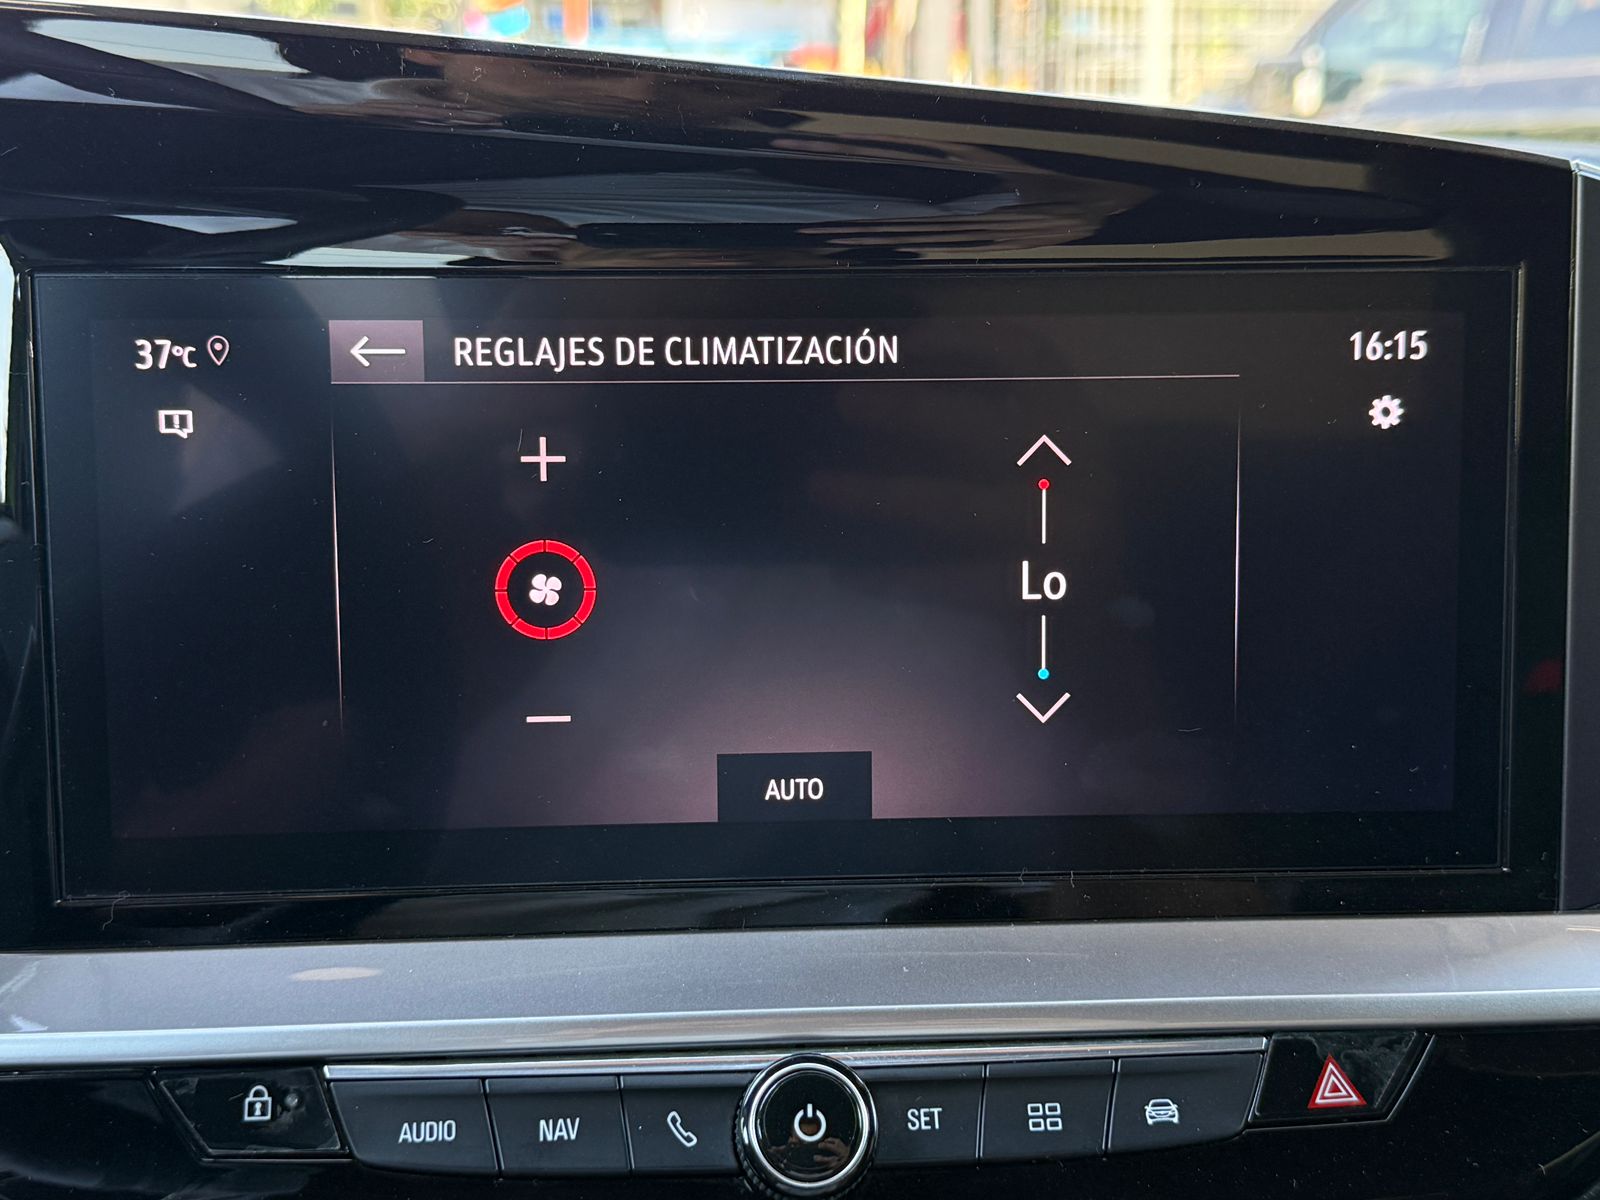 37°C
REGLAJES DE CLIMATIZACIÓN
16:15
Lo
AUTO
AUDIO
NAV
SET